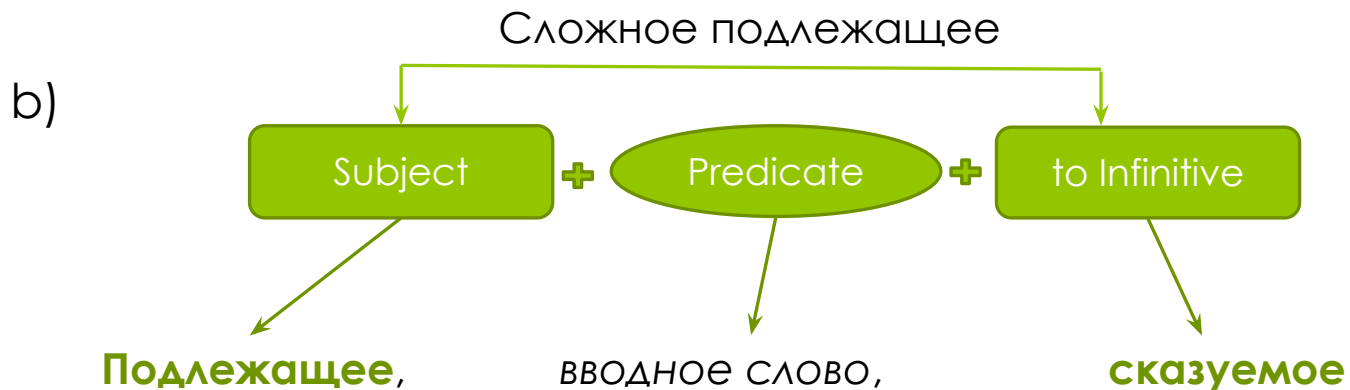 Сложное подлежащее
b)
Subject + Predicate + to Infinitive
Подлежащее, вводное слово, сказуемое